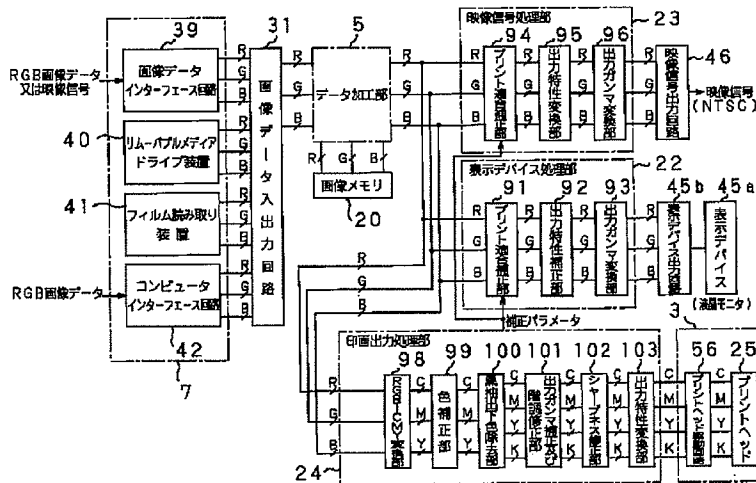 39
31
5
映像信号処理部
23
94
95
96
46
RGB画像データ
又は映像信号
画像データ
インターフェース回路
R
G
B
画像データ入出力回路
データ加工部
R
G
B
R
G
B
プリント適合補正部
出力特性変換部
出力ガンマ変換部
R
G
B
映像信号出力回路
映像信号
(NTSC)
40
リムーバブルメディア
ドライブ装置
R
G
B
R
G
B
画像メモリ
20
表示デバイス処理部
22
91
92
93
45b
45a
41
フィルム読み取り
装置
R
G
B
R
G
B
プリント適合補正部
出力特性補正部
出力ガンマ変換部
R
G
B
表示デバイス出力回路
表示デバイス
(液晶モニタ)
RGB画像データ
コンピュータ
インターフェース回路
R
G
B
42
7
R
G
B
補正パラメータ
3
印画出力処理部
98
99
100
101
102
103
56
25
R
G
B
RGB→CMY変換部
C
M
Y
色補正部
C
M
Y
黒抽出下色除去部
C
M
Y
K
出力ガンマ補正及び
階調修正部
C
M
Y
K
シャープネス修正部
C
M
Y
K
出力特性変換部
C
M
Y
K
プリントヘッド
プリントヘッド
24